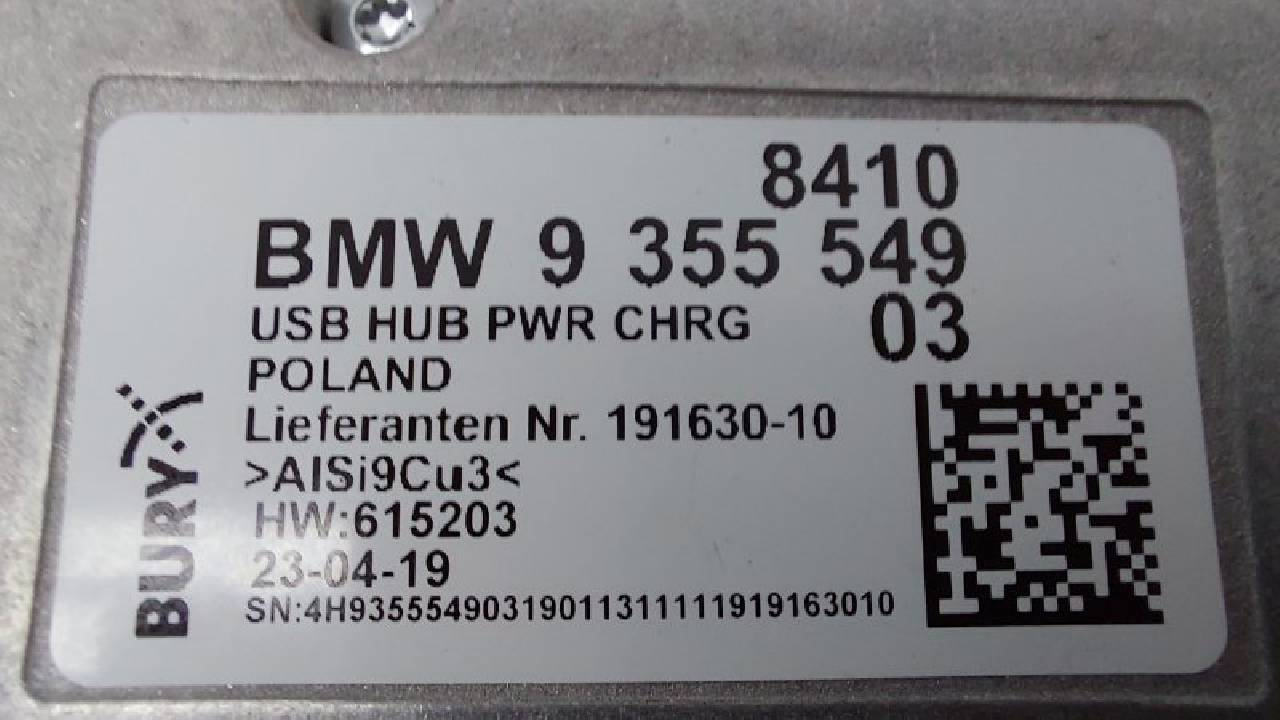 8410
BMW 9 355 549
USB HUB PWR CHRG 03
POLAND
Lieferanten Nr. 191630-10
>AlSi9Cu3<
HW:615203
23-04-19
SN:4H935554903190113111111919163010
BURY